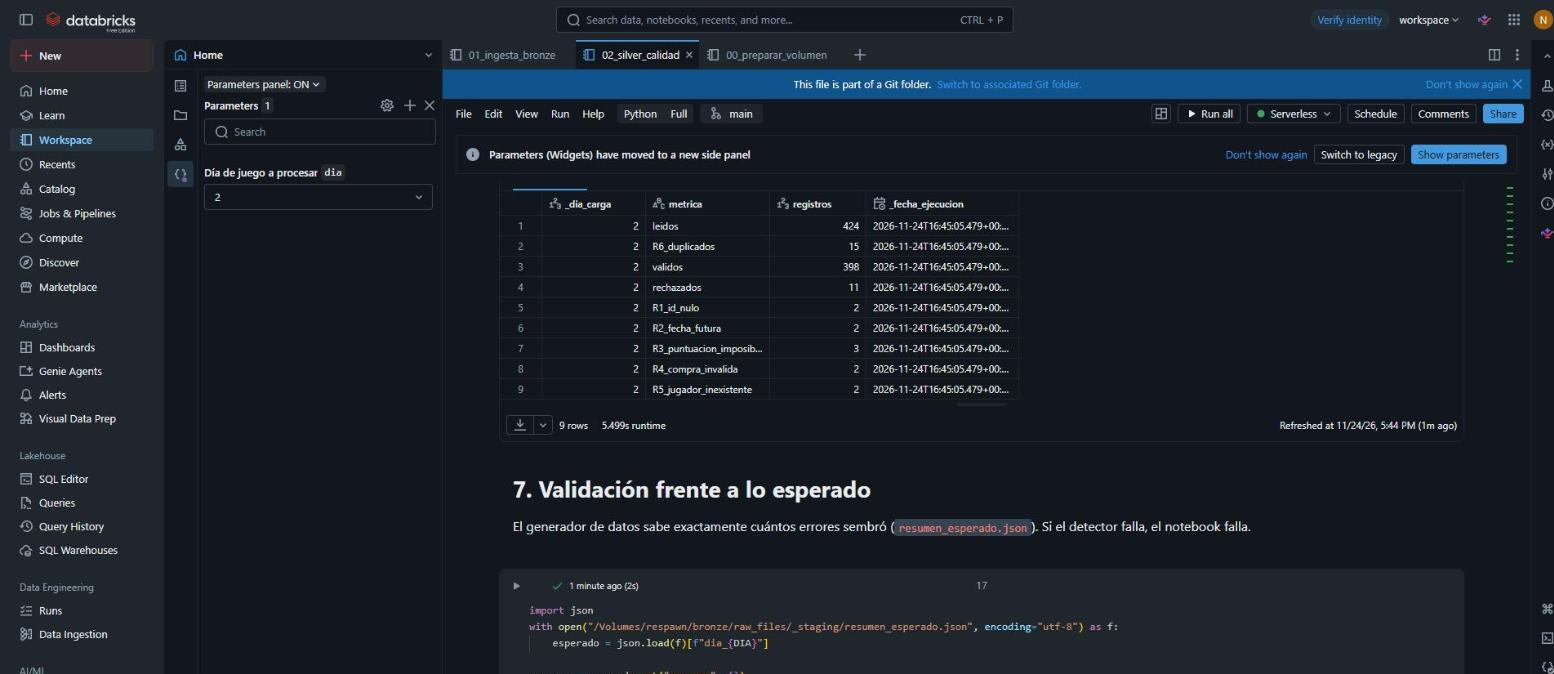 databricks
Free Edition
Search data, notebooks, recents, and more...
CTRL + P
Verify identity
workspace
N
New
Home
Learn
Workspace
Recents
Catalog
Jobs & Pipelines
Compute
Discover
Marketplace
Analytics
Dashboards
Genie Agents
Alerts
Visual Data Prep
Lakehouse
SQL Editor
Queries
Query History
SQL Warehouses
Data Engineering
Runs
Data Ingestion
AI/ML
Home
Parameters panel: ON
Parameters 1
Search
Día de juego a procesar dia
2
01_ingesta_bronze
02_silver_calidad
00_preparar_volumen
This file is part of a Git folder. Switch to associated Git folder.
Don't show again
File Edit View Run Help Python Full main
Run all Serverless Schedule Comments Share
Parameters (Widgets) have moved to a new side panel
Don't show again Switch to legacy Show parameters
_dia_carga metrica registros _fecha_ejecucion
1 2 leidos 424 2026-11-24T16:45:05.479+00:...
2 2 R6_duplicados 15 2026-11-24T16:45:05.479+00:...
3 2 validos 398 2026-11-24T16:45:05.479+00:...
4 2 rechazados 11 2026-11-24T16:45:05.479+00:...
5 2 R1_id_nulo 2 2026-11-24T16:45:05.479+00:...
6 2 R2_fecha_futura 2 2026-11-24T16:45:05.479+00:...
7 2 R3_puntuacion_imposib... 3 2026-11-24T16:45:05.479+00:...
8 2 R4_compra_invalida 2 2026-11-24T16:45:05.479+00:...
9 2 R5_jugador_inexistente 2 2026-11-24T16:45:05.479+00:...
9 rows 5.499s runtime
Refreshed at 11/24/26, 5:44 PM (1m ago)
7. Validación frente a lo esperado
El generador de datos sabe exactamente cuántos errores sembró (resumen_esperado.json). Si el detector falla, el notebook falla.
1 minute ago (2s)
17
import json
with open("/Volumes/respawn/bronze/raw_files/_staging/resumen_esperado.json", encoding="utf-8") as f:
esperado = json.load(f)[f"dia_{DIA}"]